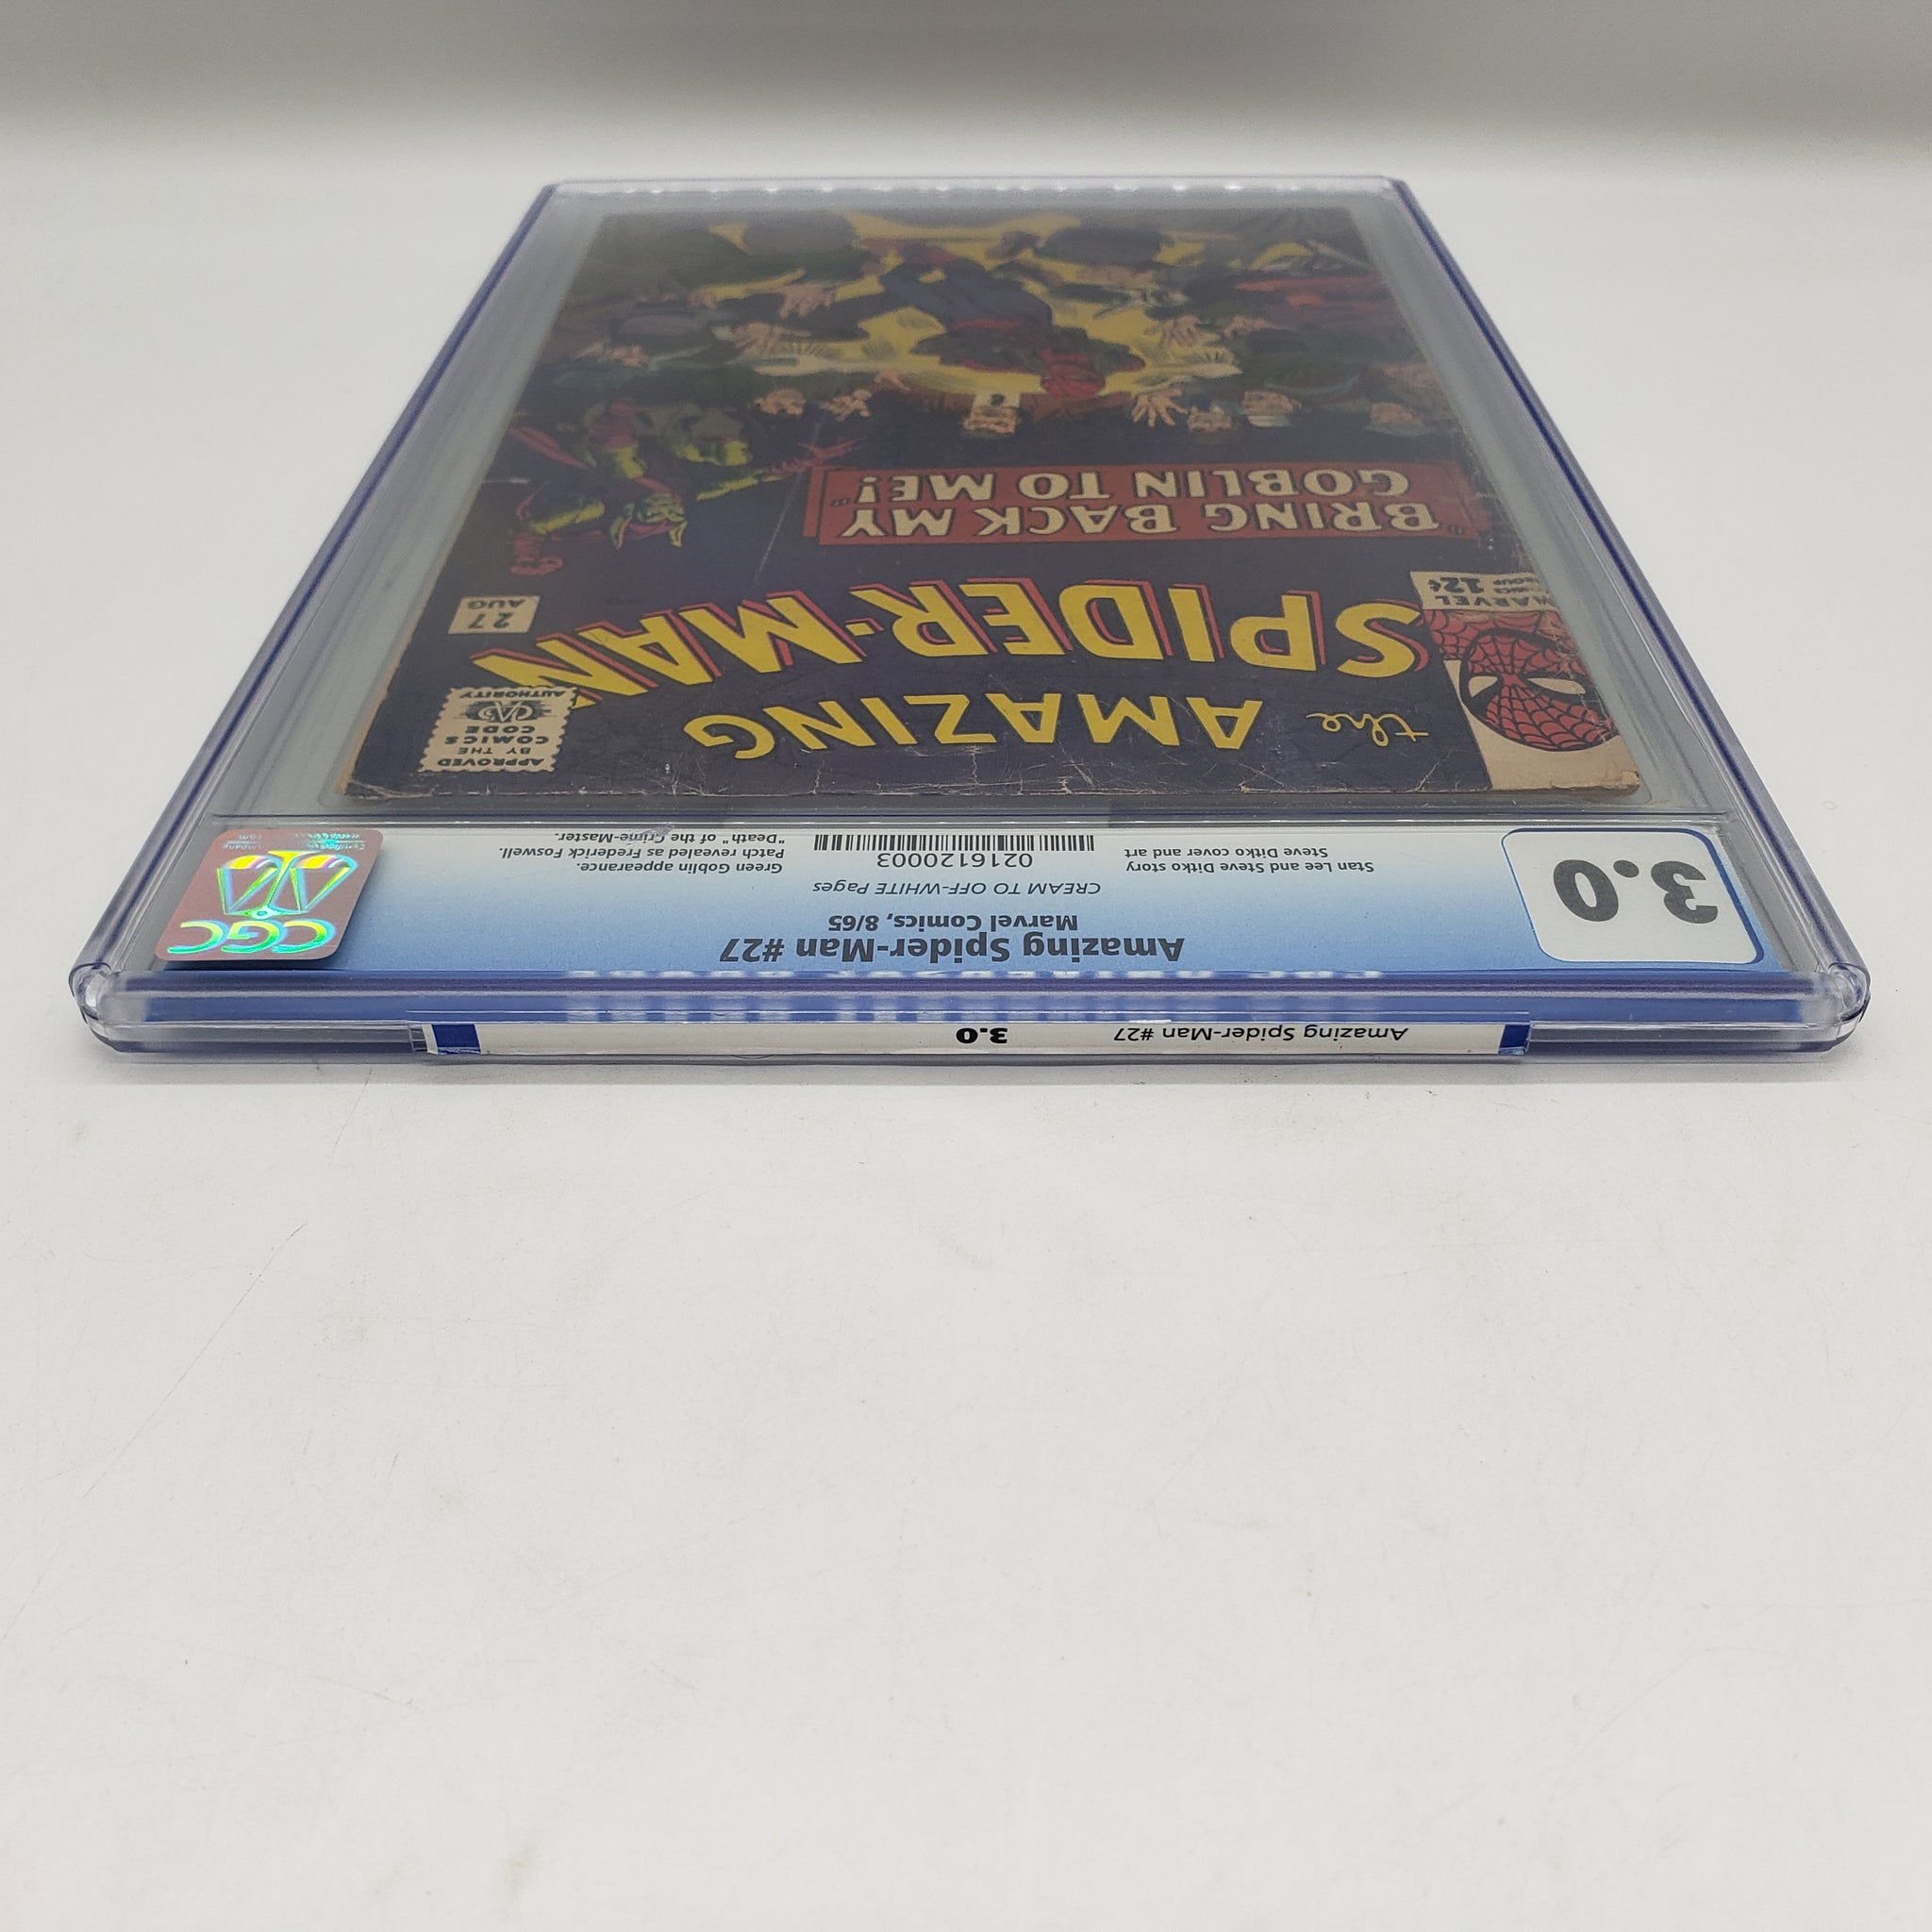 Amazing Spider-Man #27
3.0
3.0
Amazing Spider-Man #27
Marvel Comics, 8/65
CREAM TO OFF-WHITE Pages
0216120003
Stan Lee and Steve Ditko story
Steve Ditko cover and art
Green Goblin appearance.
Patch revealed as Frederick Foswell.
"Death" of the Crime-Master.
CGC
the AMAZING
SPIDER-MAN
APPROVED
BY THE
COMICS
CODE
AUTHORITY
MARVEL
12¢
27
AUG
"BRING BACK MY
GOBLIN TO ME!"